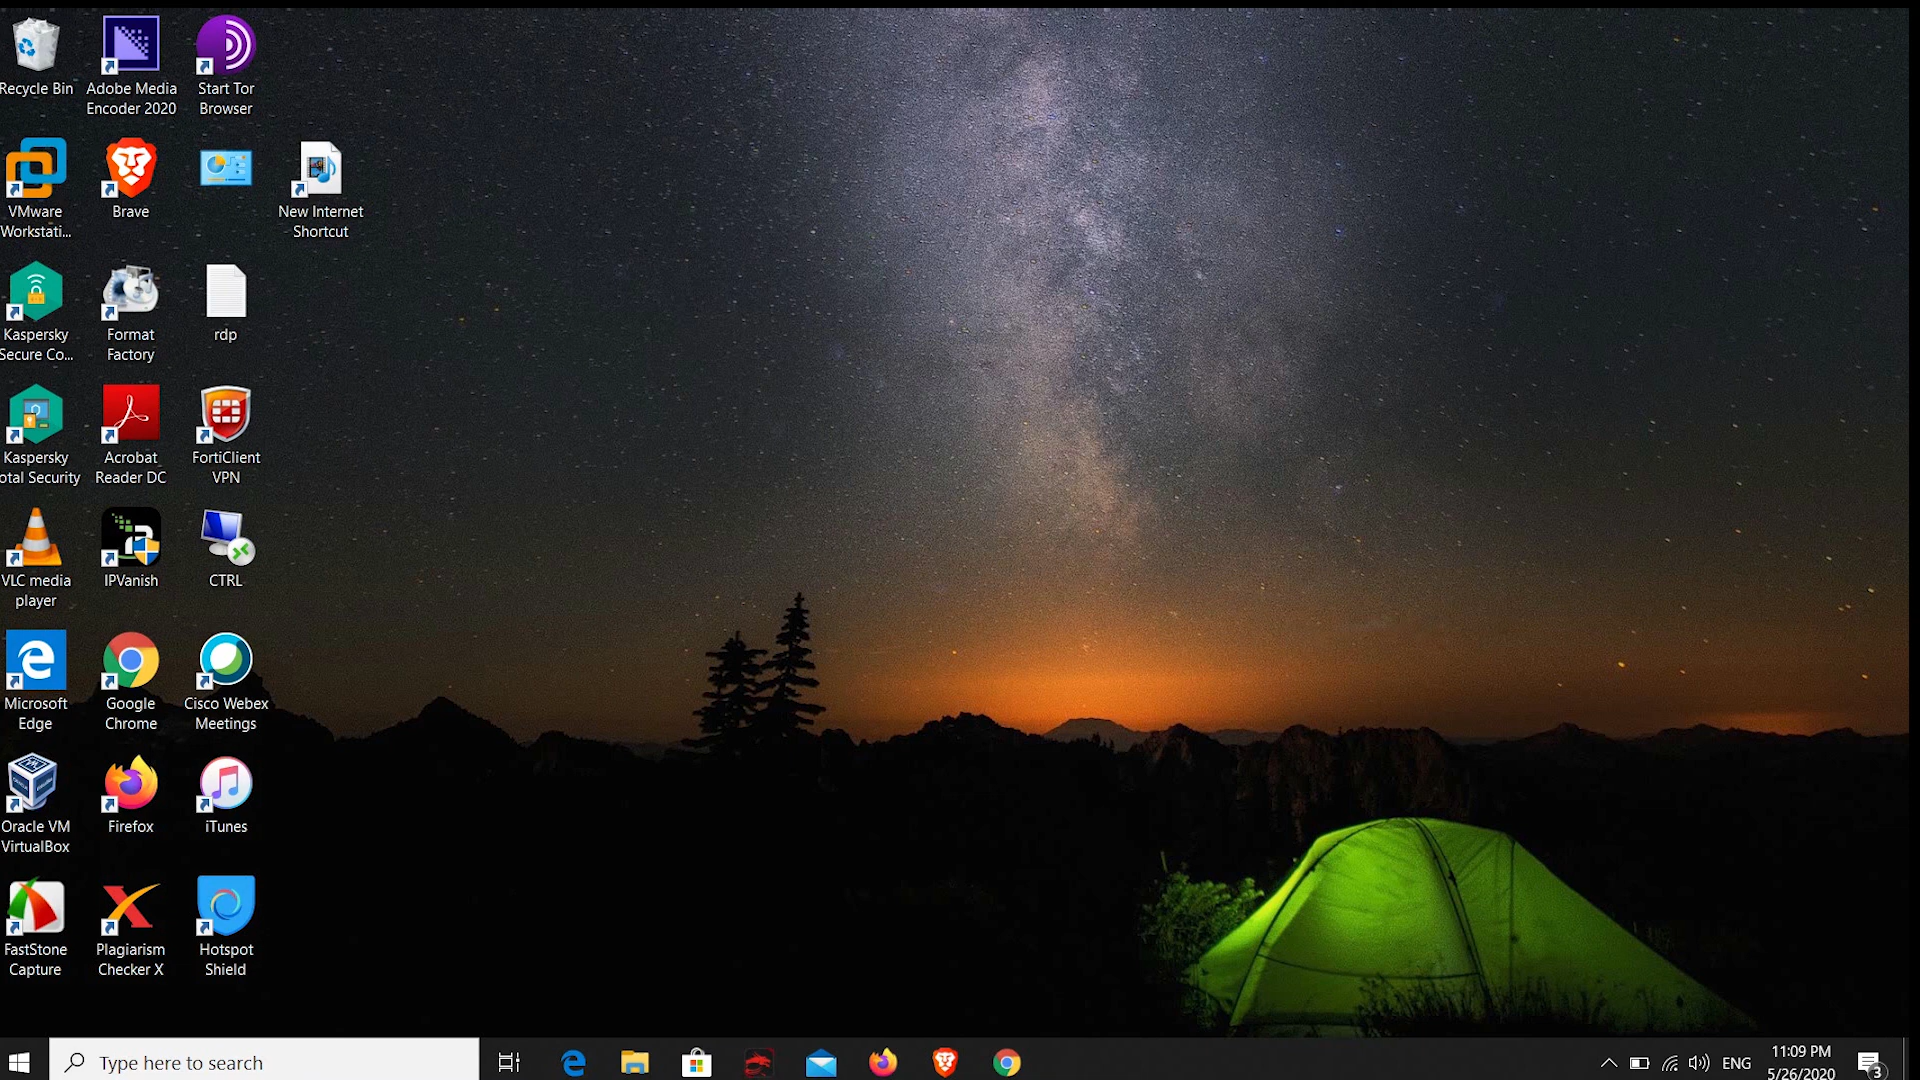 Recycle Bin
Adobe Media
Encoder 2020
Start Tor
Browser
VMware
Workstati...
Brave
New Internet
Shortcut
Kaspersky
Secure Co...
Format
Factory
rdp
Kaspersky
otal Security
Acrobat
Reader DC
FortiClient
VPN
VLC media
player
IPVanish
CTRL
Microsoft
Edge
Google
Chrome
Cisco Webex
Meetings
Oracle VM
VirtualBox
Firefox
iTunes
FastStone
Capture
Plagiarism
Checker X
Hotspot
Shield
Type here to search
ENG
11:09 PM
5/26/2020
3